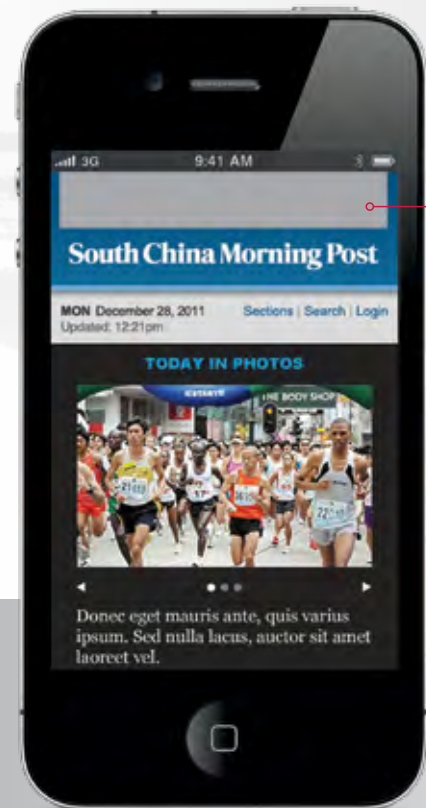 3G 9:41 AM
South China Morning Post
MON December 28, 2011 Sections | Search | Login
Updated: 12:21pm
TODAY IN PHOTOS
THE BODY SHOP
Donec eget mauris ante, quis varius
ipsum. Sed nulla lacus, auctor sit amet
laoreet vel.